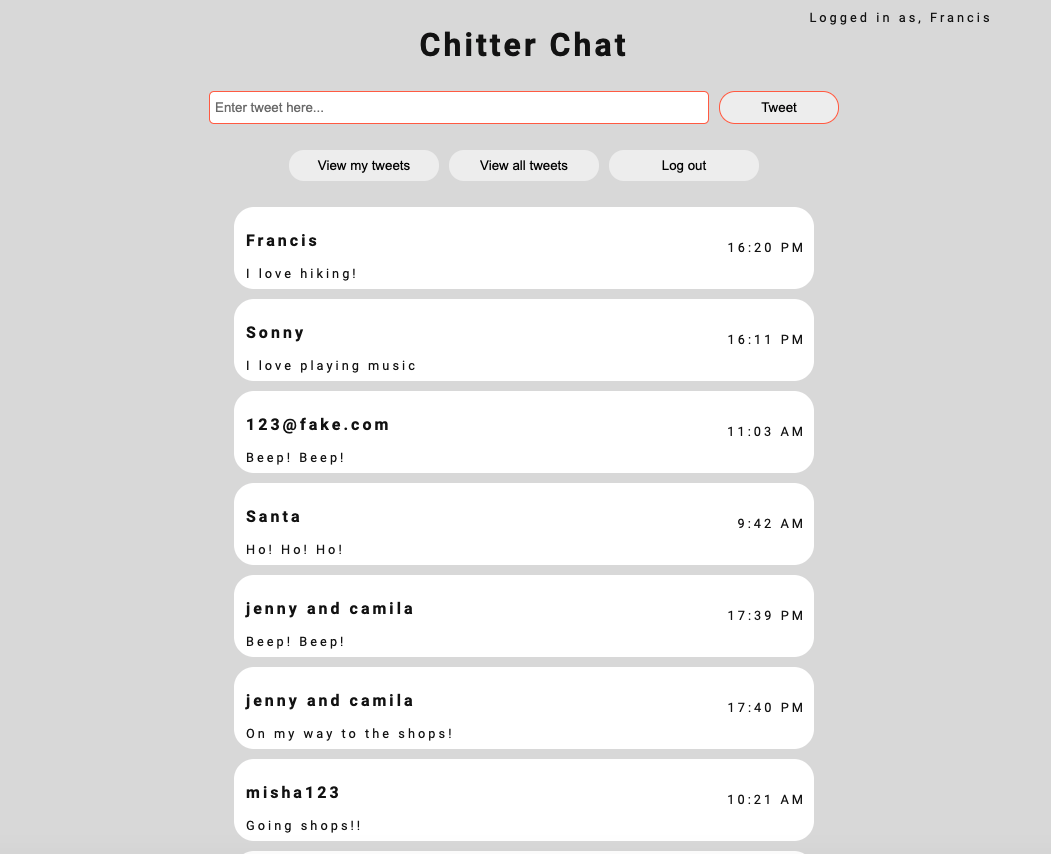 Logged in as, Francis
Chitter Chat
Enter tweet here...
Tweet
View my tweets
View all tweets
Log out
Francis
16:20 PM
I love hiking!
Sonny
16:11 PM
I love playing music
123@fake.com
11:03 AM
Beep! Beep!
Santa
9:42 AM
Ho! Ho! Ho!
jenny and camila
17:39 PM
Beep! Beep!
jenny and camila
17:40 PM
On my way to the shops!
misha123
10:21 AM
Going shops!!